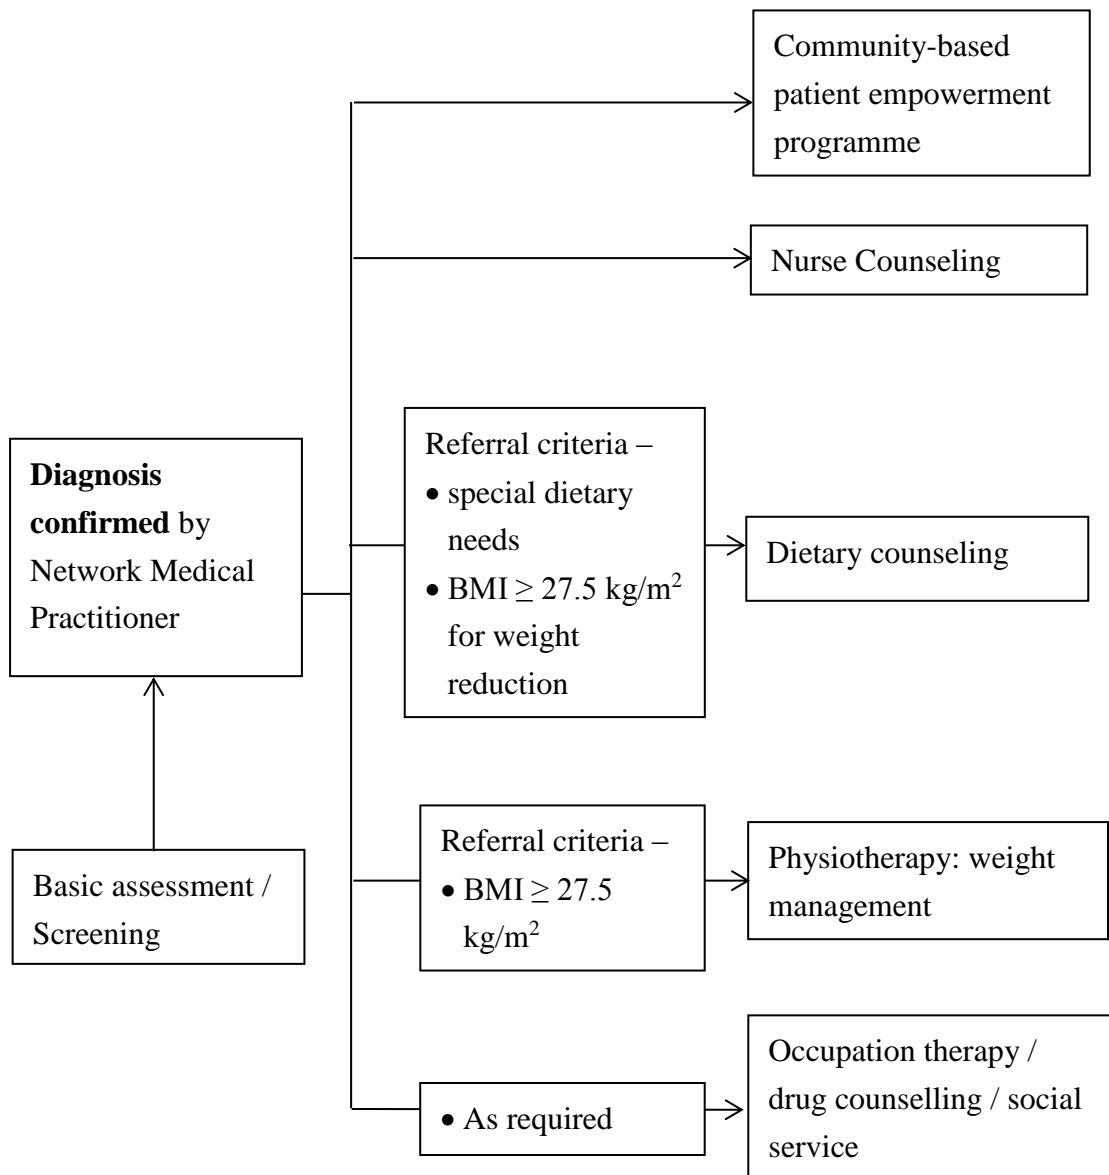 Community-based
patient empowerment
programme
Nurse Counseling
Referral criteria –
• special dietary
needs
• BMI ≥ 27.5 kg/m²
for weight
reduction
Dietary counseling
Diagnosis
confirmed by
Network Medical
Practitioner
Basic assessment /
Screening
Referral criteria –
• BMI ≥ 27.5
kg/m²
Physiotherapy: weight
management
• As required
Occupation therapy /
drug counselling / social
service